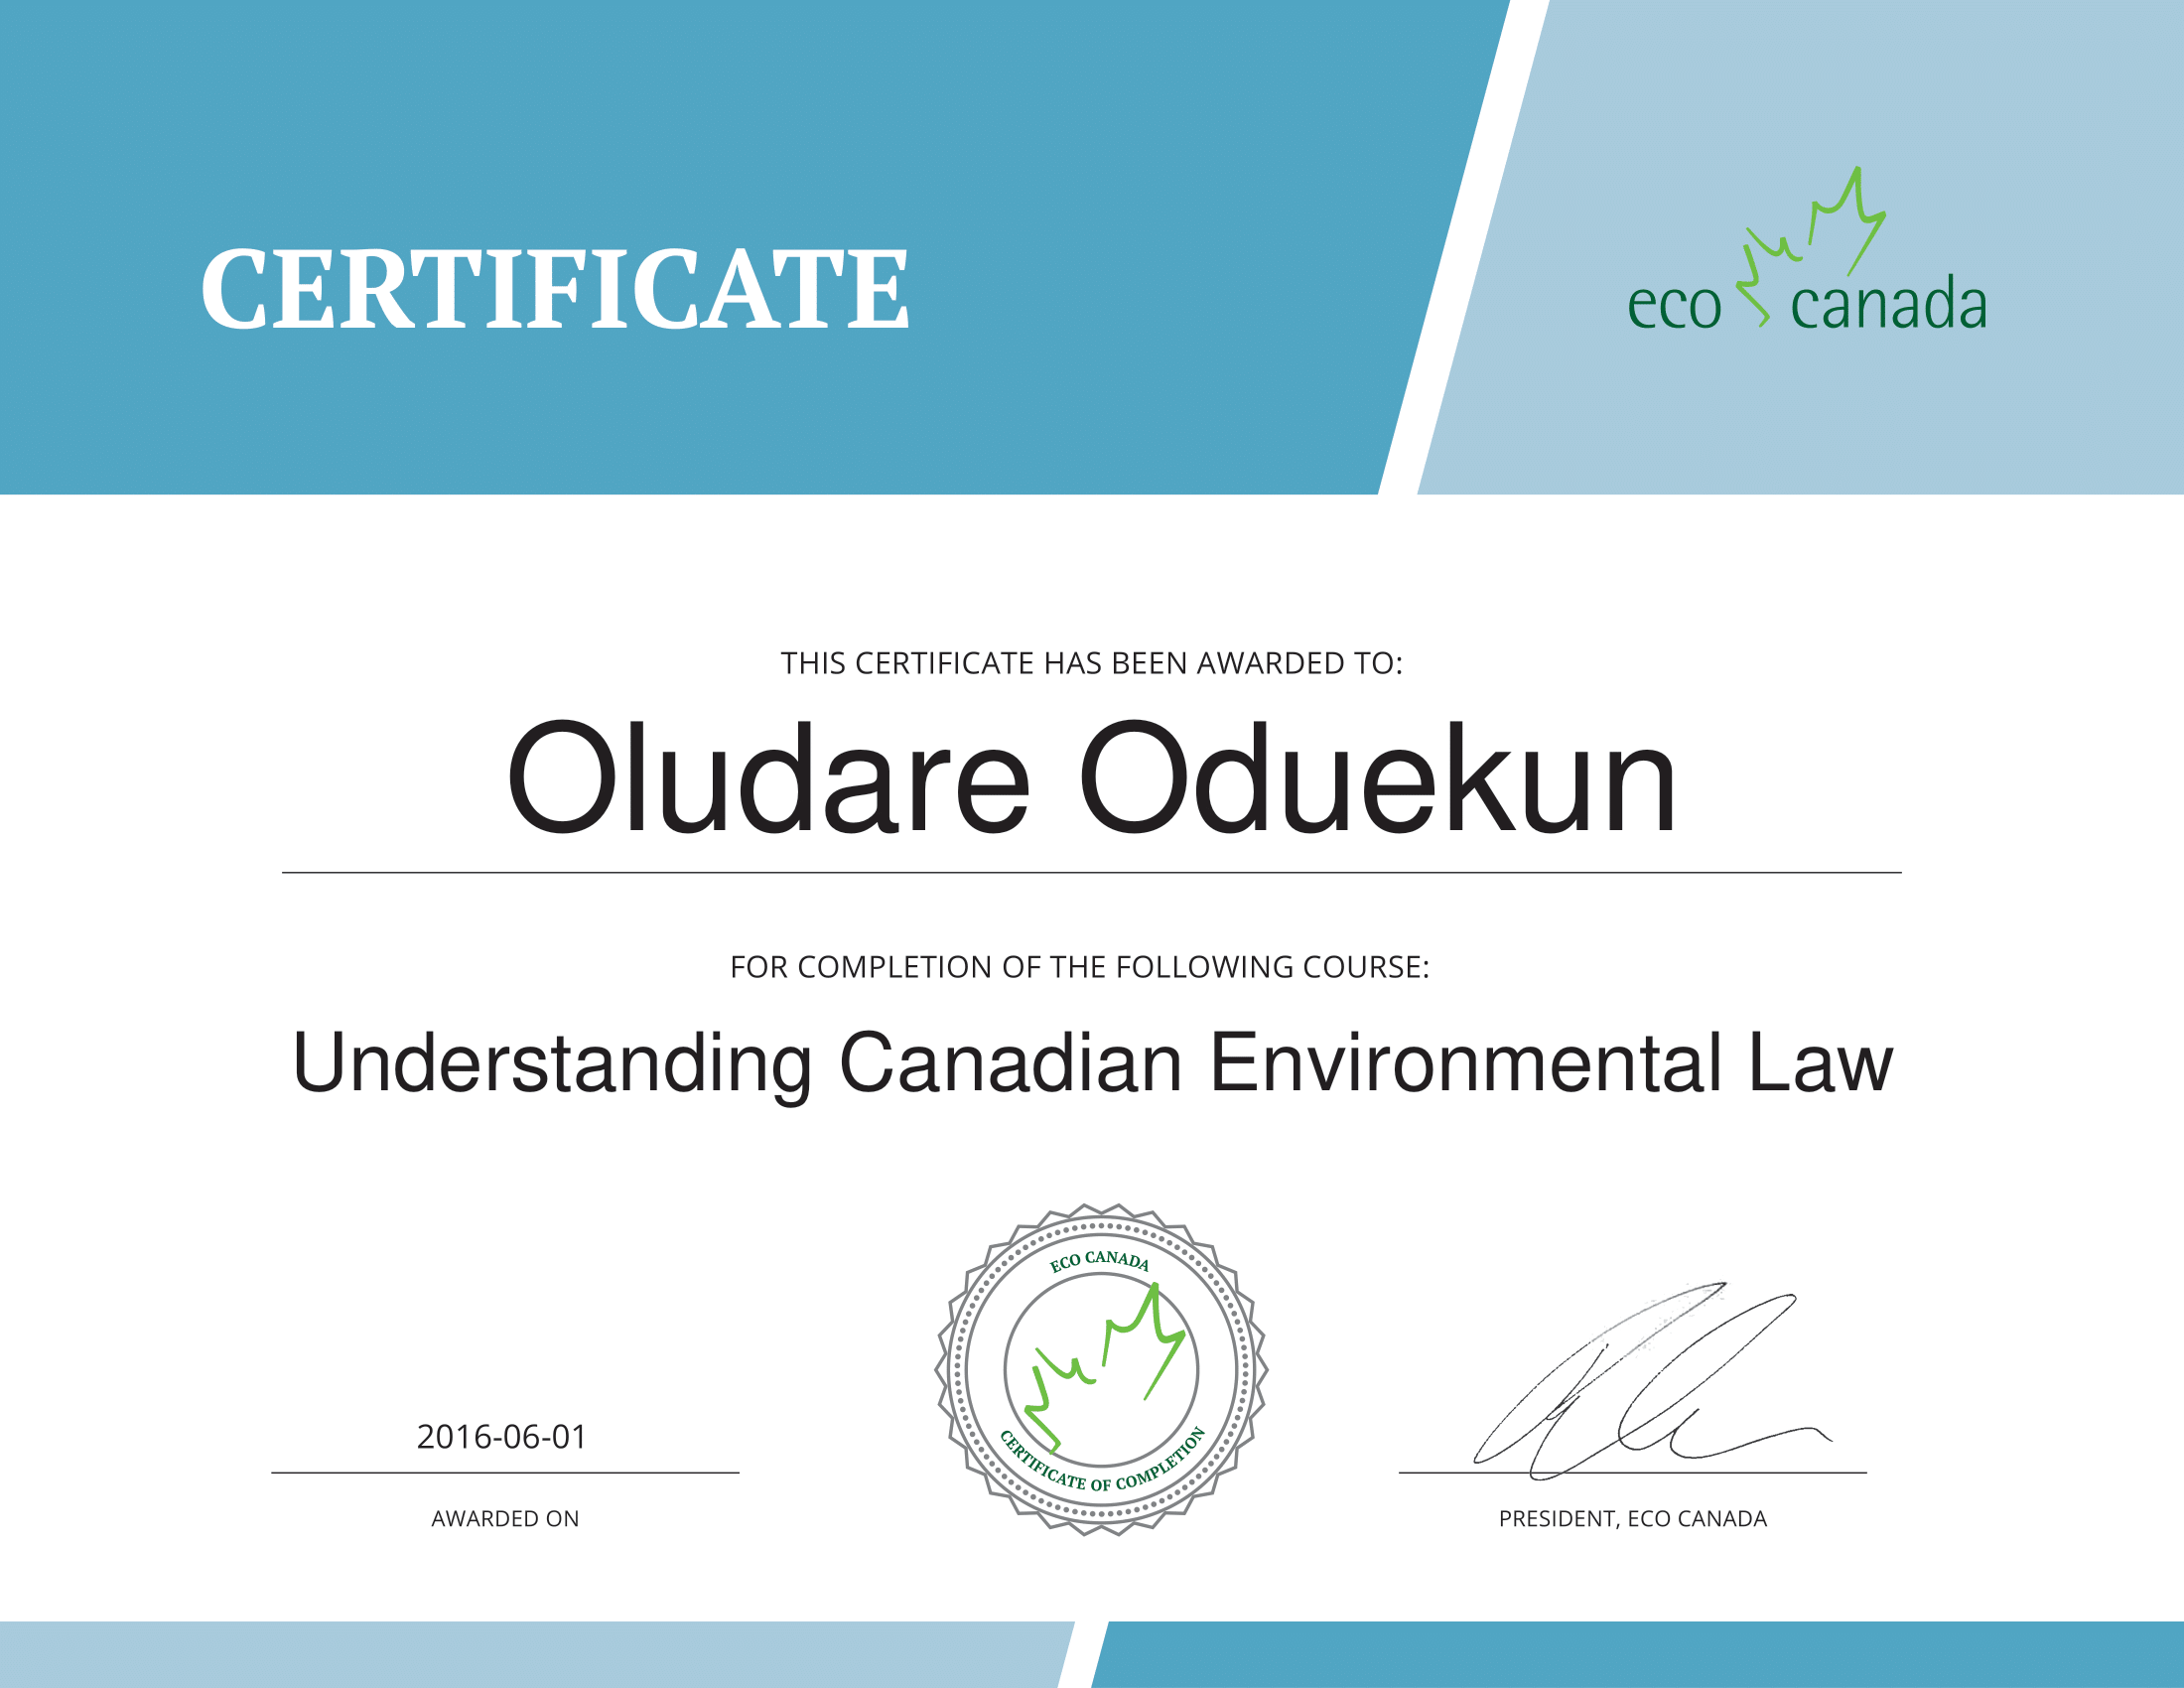 CERTIFICATE
eco canada
THIS CERTIFICATE HAS BEEN AWARDED TO:
Oludare Oduekun
FOR COMPLETION OF THE FOLLOWING COURSE:
Understanding Canadian Environmental Law
ECO CANADA
CERTIFICATE OF COMPLETION
2016-06-01
AWARDED ON
PRESIDENT, ECO CANADA